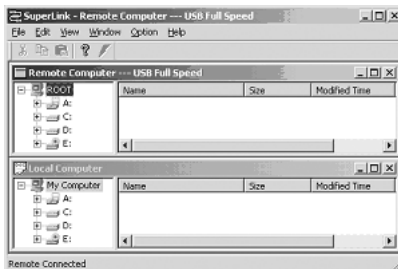 SuperLink - Remote Computer --- USB Full Speed
File Edit View Window Option Help
Remote Computer --- USB Full Speed
ROOT Name Size Modified Time
A:
C:
D:
E:
Local Computer
My Computer Name Size Modified Time
A:
C:
D:
E:
Remote Connected